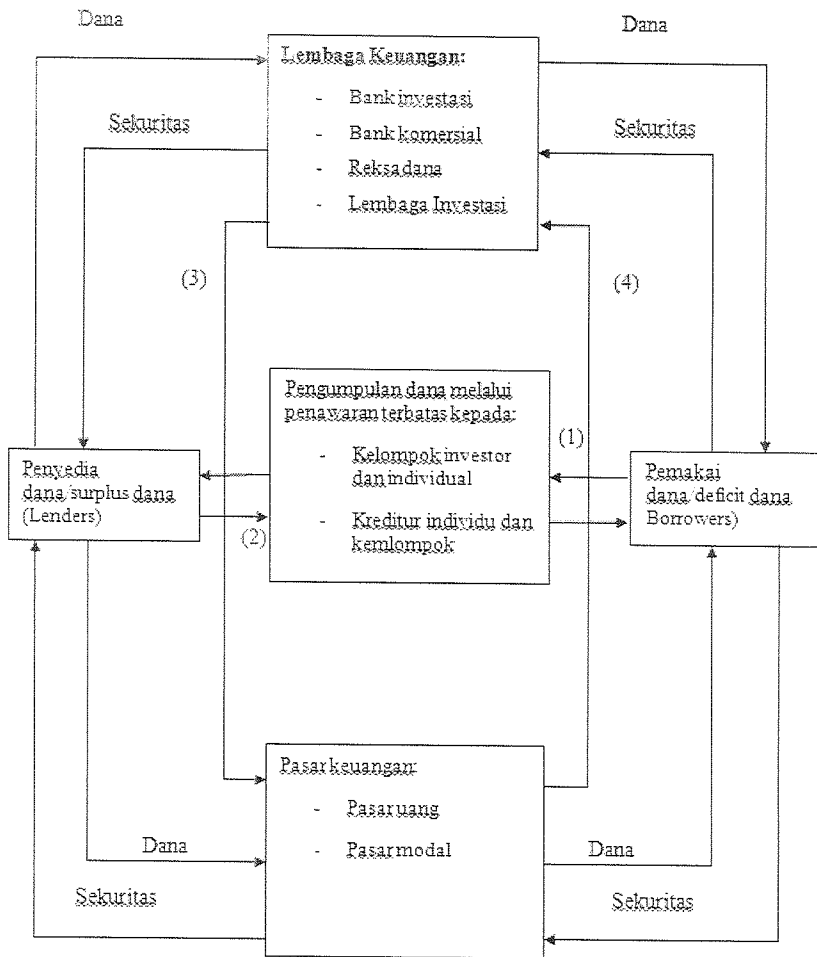 Dana
Dana
Lembaga Keuangan:
- Bank investasi
- Bank komersial
- Reksadana
- Lembaga Investasi
Sekuritas
Sekuritas
(3)
(4)
Pengumpulan dana melalui
penawaran terbatas kepada:
- Kelompok investor
dan individual
- Kreditur individu dan
kemlompok
(1)
(2)
Penyedia
dana/surplus dana
(Lenders)
Pemakai
dana/deficit dana
Borrowers)
Pasar keuangan:
- Pasar uang
- Pasar modal
Dana
Dana
Sekuritas
Sekuritas